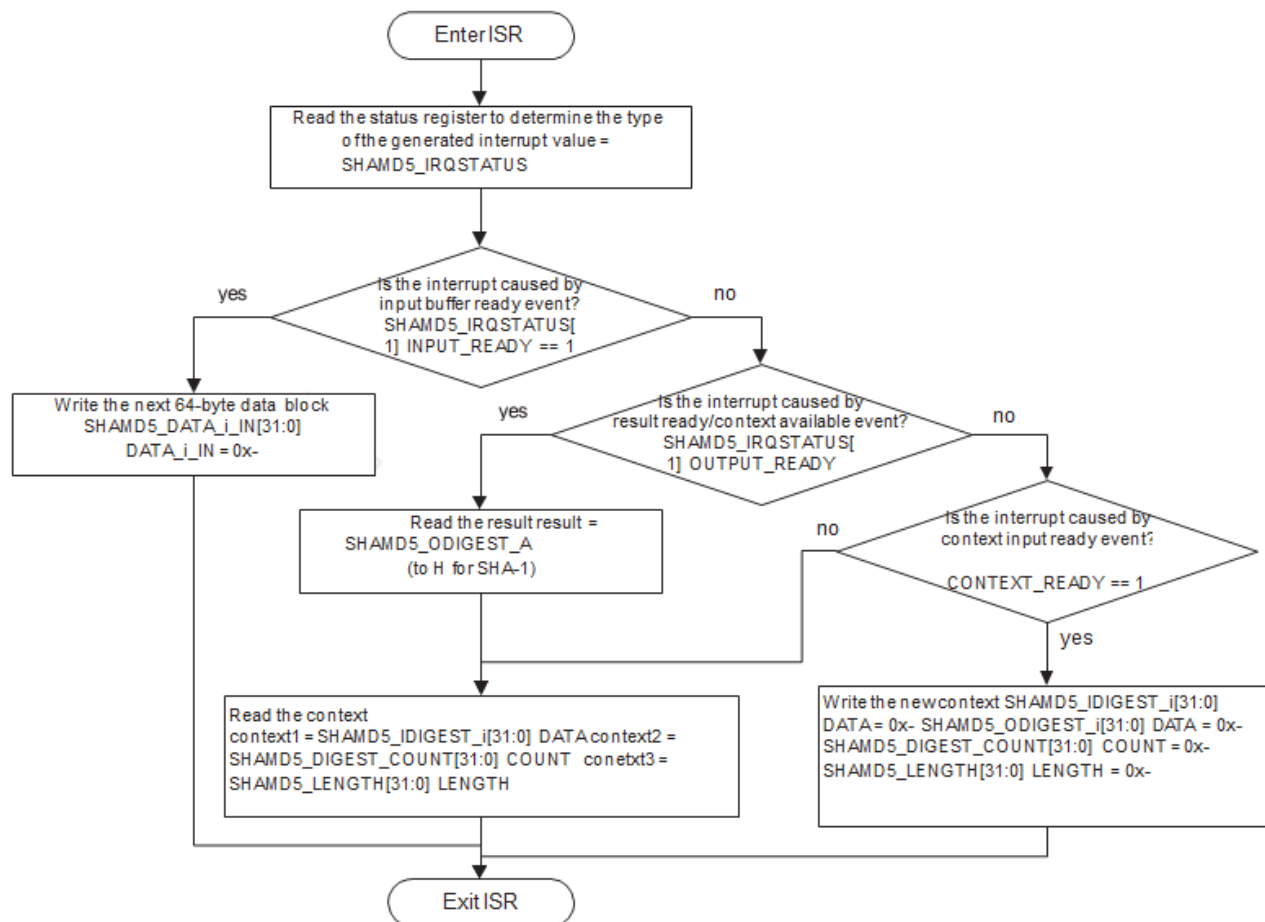 Enter ISR
Read the status register to determine the type
of the generated interrupt value =
SHAMD5_IRQSTATUS
Is the interrupt caused by
input buffer ready event?
SHAMD5_IRQSTATUS[
1] INPUT_READY == 1
yes
no
Write the next 64-byte data block
SHAMD5_DATA_i_IN[31:0]
DATA_i_IN = 0x-
Is the interrupt caused by
result ready/context available event?
SHAMD5_IRQSTATUS[
1] OUTPUT_READY
yes
no
Read the result result =
SHAMD5_ODIGEST_A
(to H for SHA-1)
Is the interrupt caused by
context input ready event?
CONTEXT_READY == 1
no
yes
Read the context
context1 = SHAMD5_IDIGEST_i[31:0] DATA context2 =
SHAMD5_DIGEST_COUNT[31:0] COUNT conetxt3 =
SHAMD5_LENGTH[31:0] LENGTH
Write the new context SHAMD5_IDIGEST_i[31:0]
DATA = 0x- SHAMD5_ODIGEST_i[31:0] DATA = 0x-
SHAMD5_DIGEST_COUNT[31:0] COUNT = 0x-
SHAMD5_LENGTH[31:0] LENGTH = 0x-
Exit ISR